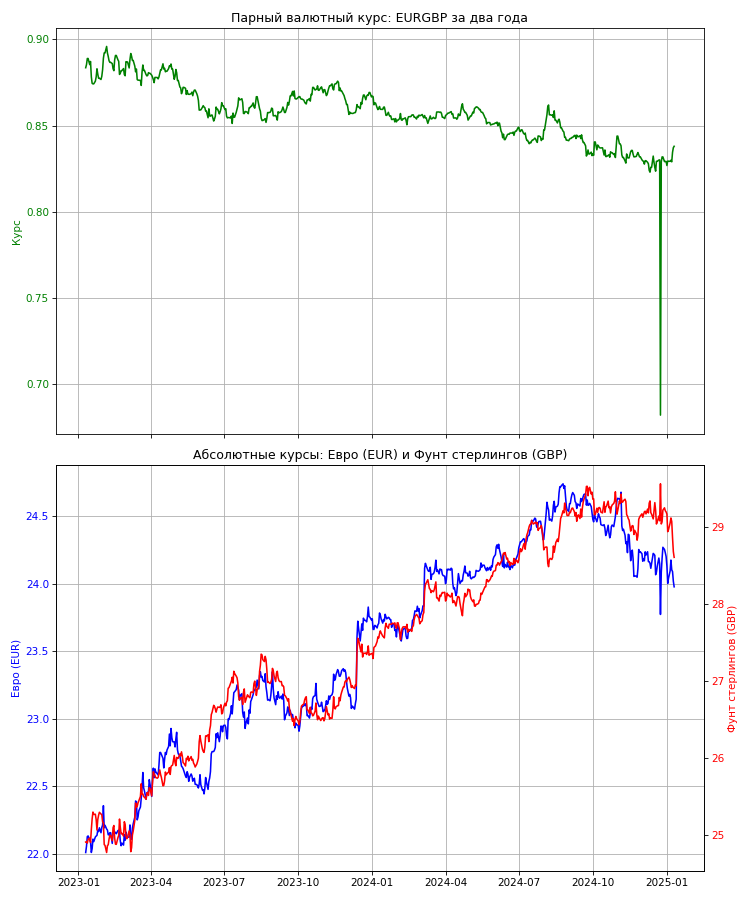 Парный валютный курс: EURGBP за два года
0.90
0.85
0.80
0.75
0.70
Курс
Абсолютные курсы: Евро (EUR) и Фунт стерлингов (GBP)
24.5
24.0
23.5
23.0
22.5
22.0
Евро (EUR)
29
28
27
26
25
Фунт стерлингов (GBP)
2023-01 2023-04 2023-07 2023-10 2024-01 2024-04 2024-07 2024-10 2025-01